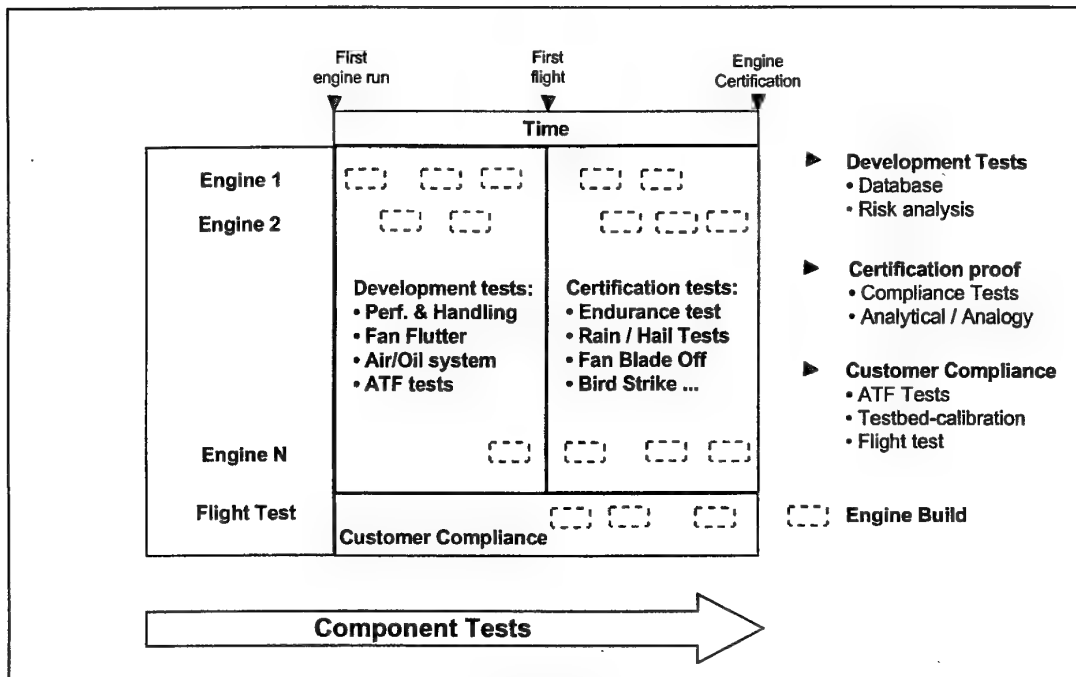 First
engine run
First
flight
Engine
Certification
Time
Engine 1
Engine 2
Development tests:
• Perf. & Handling
• Fan Flutter
• Air/Oil system
• ATF tests
Certification tests:
• Endurance test
• Rain / Hail Tests
• Fan Blade Off
• Bird Strike ...
Engine N
Flight Test
Customer Compliance
Development Tests
• Database
• Risk analysis
Certification proof
• Compliance Tests
• Analytical / Analogy
Customer Compliance
• ATF Tests
• Testbed-calibration
• Flight test
Engine Build
Component Tests